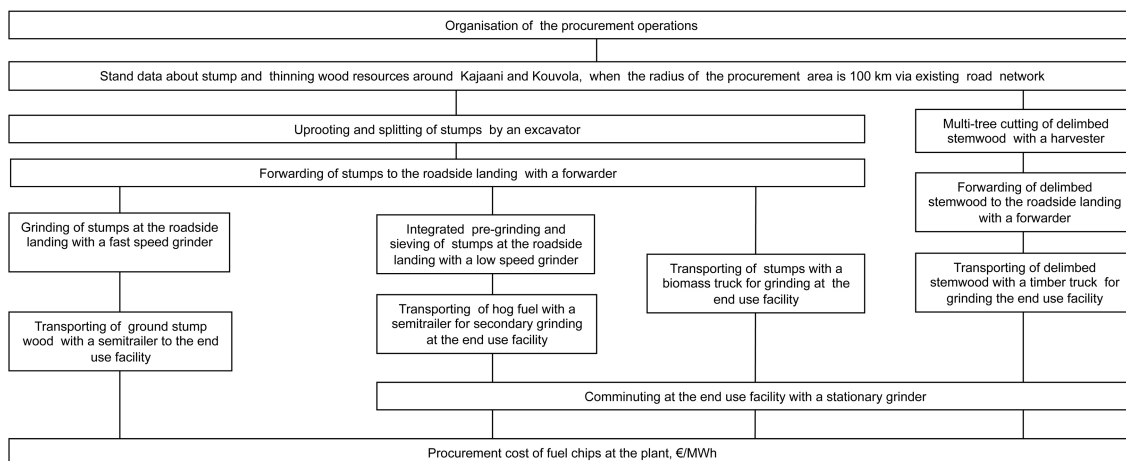 Organisation of the procurement operations
Stand data about stump and thinning wood resources around Kajaani and Kouvola, when the radius of the procurement area is 100 km via existing road network
Uprooting and splitting of stumps by an excavator
Multi-tree cutting of delimbed
stemwood with a harvester
Forwarding of stumps to the roadside landing with a forwarder
Forwarding of delimbed
stemwood to the roadside landing
with a forwarder
Grinding of stumps at the roadside
landing with a fast speed grinder
Integrated pre-grinding and
sieving of stumps at the roadside
landing with a low speed grinder
Transporting of stumps with a
biomass truck for grinding at the
end use facility
Transporting of delimbed
stemwood with a timber truck for
grinding the end use facility
Transporting of ground stump
wood with a semitrailer to the end
use facility
Transporting of hog fuel with a
semitrailer for secondary grinding
at the end use facility
Comminuting at the end use facility with a stationary grinder
Procurement cost of fuel chips at the plant, €/MWh